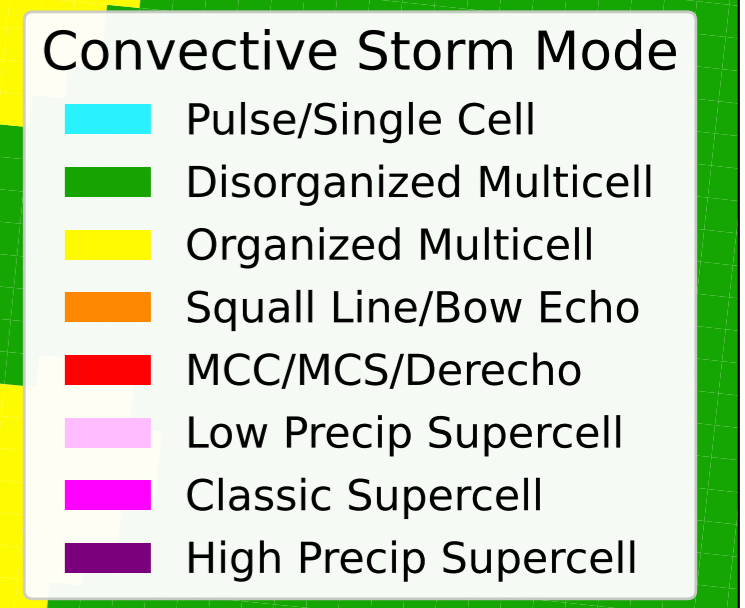 Convective Storm Mode
Pulse/Single Cell
Disorganized Multicell
Organized Multicell
Squall Line/Bow Echo
MCC/MCS/Derecho
Low Precip Supercell
Classic Supercell
High Precip Supercell